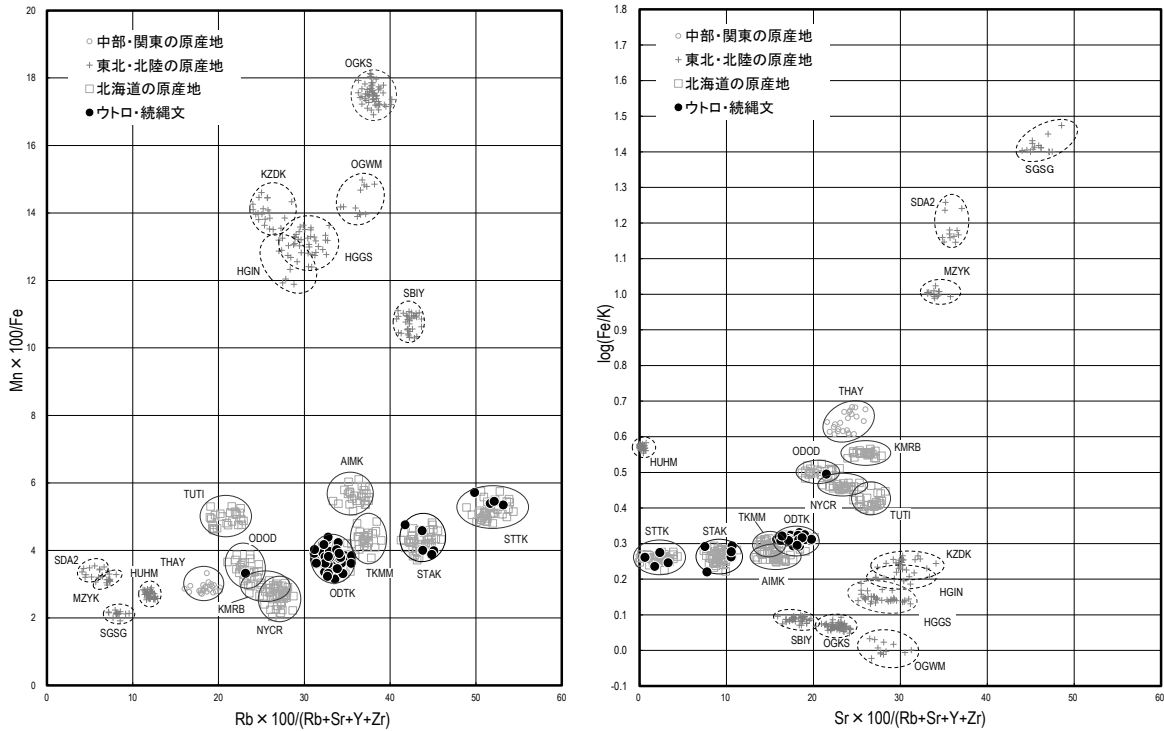 20
18
16
14
12
10
8
6
4
2
0
0
10
20
30
40
50
60
Mn×100/Fe
Rb×100/(Rb+Sr+Y+Zr)
中部・関東の原産地
東北・北陸の原産地
北海道の原産地
ウトロ・続縄文
OGKS
KZDK
OGWM
HGIN
HGGS
SBIY
TUTI
AIMK
SDA2
MZYK
HUHM
SGSG
THAY
ODOD
KMRB
NYCR
ODTK
TKMM
STAK
STTK
1.8
1.7
1.6
1.5
1.4
1.3
1.2
1.1
1.0
0.9
0.8
0.7
0.6
0.5
0.4
0.3
0.2
0.1
0.0
-0.1
0
10
20
30
40
50
60
log(Fe/K)
Sr×100/(Rb+Sr+Y+Zr)
中部・関東の原産地
東北・北陸の原産地
北海道の原産地
ウトロ・続縄文
SGSG
SDA2
MZYK
THAY
HUHM
ODOD
KMRB
NYCR
TUTI
STTK
STAK
TKMM
ODTK
AIMK
KZDK
HGIN
HGGS
SBIY
OGKS
OGWM